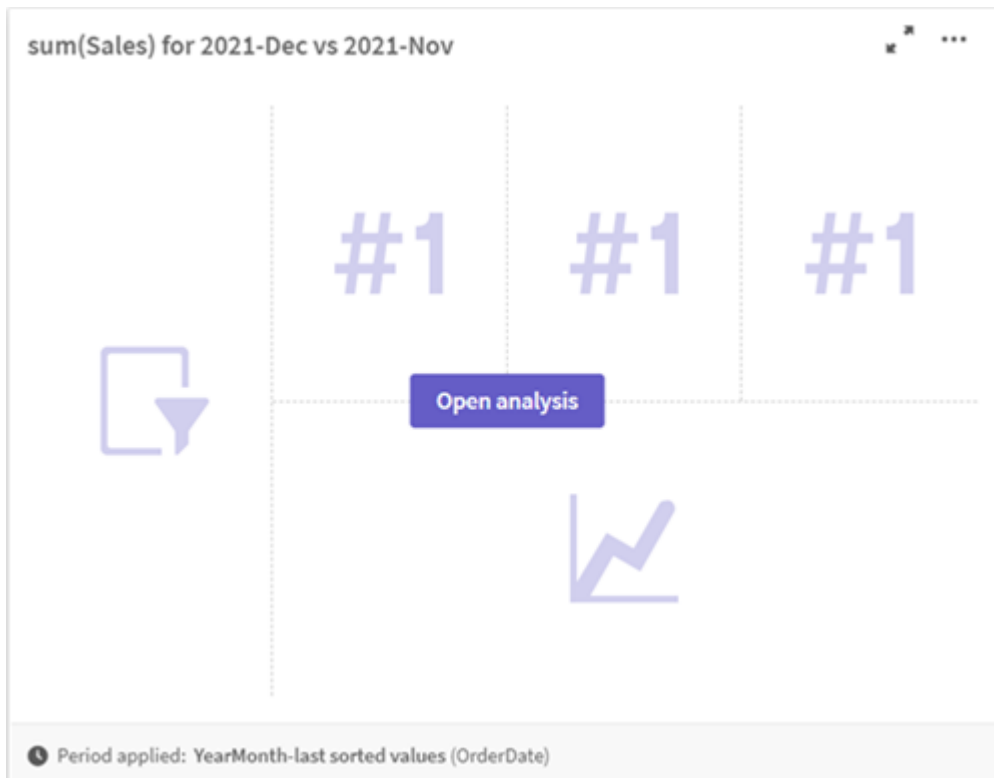 sum(Sales) for 2021-Dec vs 2021-Nov
#1 #1 #1
Open analysis
Period applied: YearMonth-last sorted values (OrderDate)